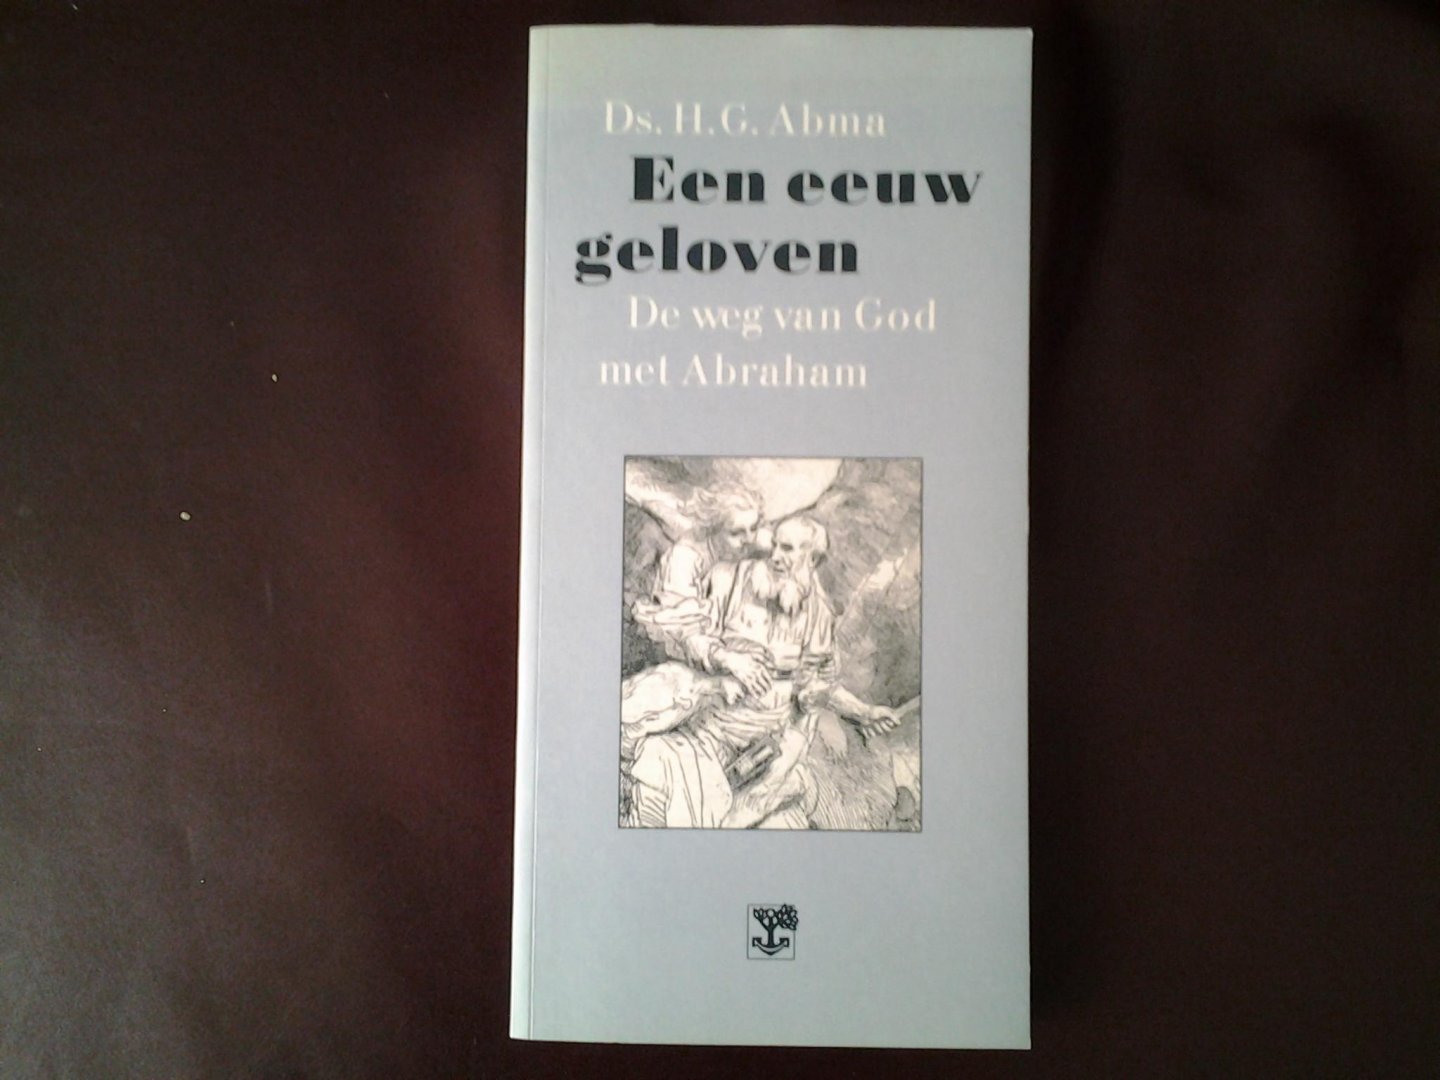 Ds. H. G. Abma
Een eeuw
geloven
De weg van God
met Abraham